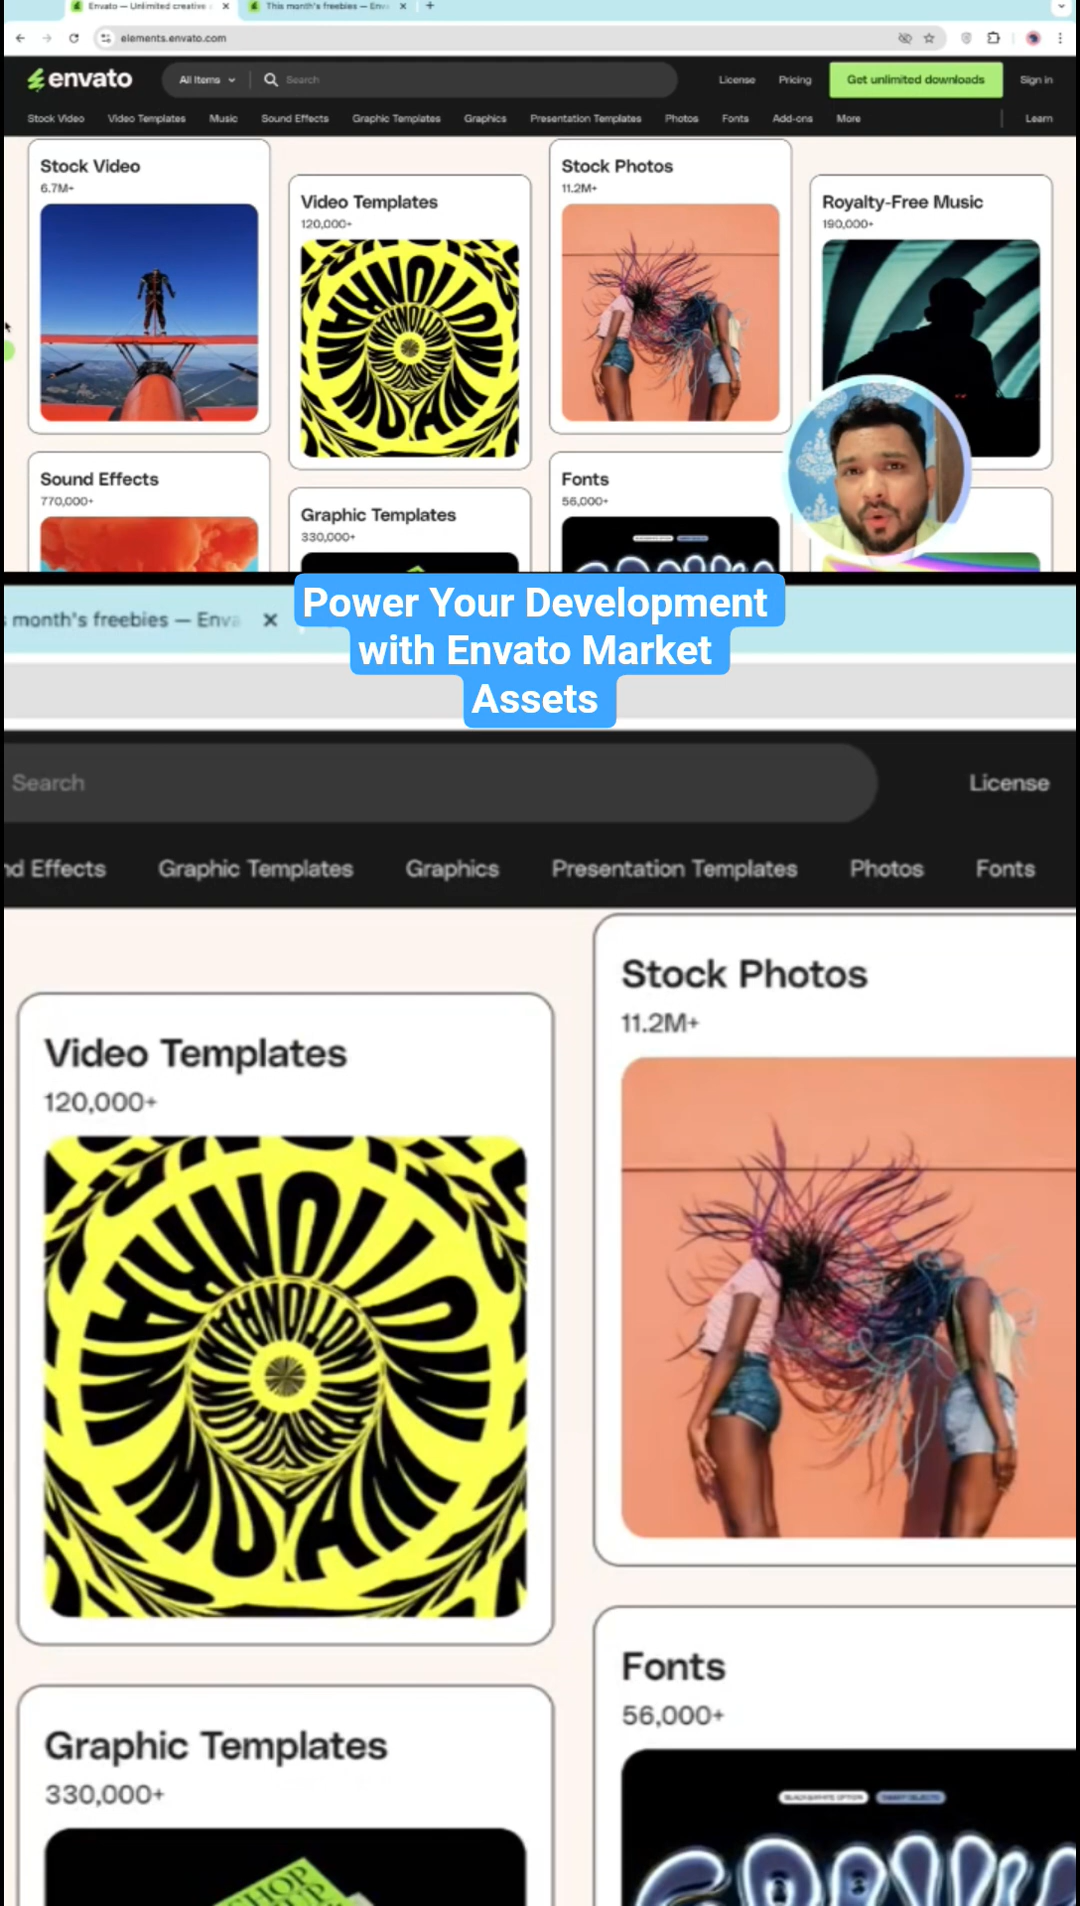 Envato — Unlimited creative
This month's freebies — Env
elements.envato.com
envato
All Items
Search
License
Pricing
Get unlimited downloads
Sign in
Stock Video
Video Templates
Music
Sound Effects
Graphic Templates
Graphics
Presentation Templates
Photos
Fonts
Add-ons
More
Learn
Stock Video
6.7M+
Video Templates
120,000+
Stock Photos
11.2M+
Royalty-Free Music
190,000+
Sound Effects
770,000+
Graphic Templates
330,000+
Fonts
56,000+
Power Your Development
with Envato Market
Assets
month's freebies — Enva
Search
License
nd Effects
Graphic Templates
Graphics
Presentation Templates
Photos
Fonts
Video Templates
120,000+
Stock Photos
11.2M+
Graphic Templates
330,000+
Fonts
56,000+
SHOP